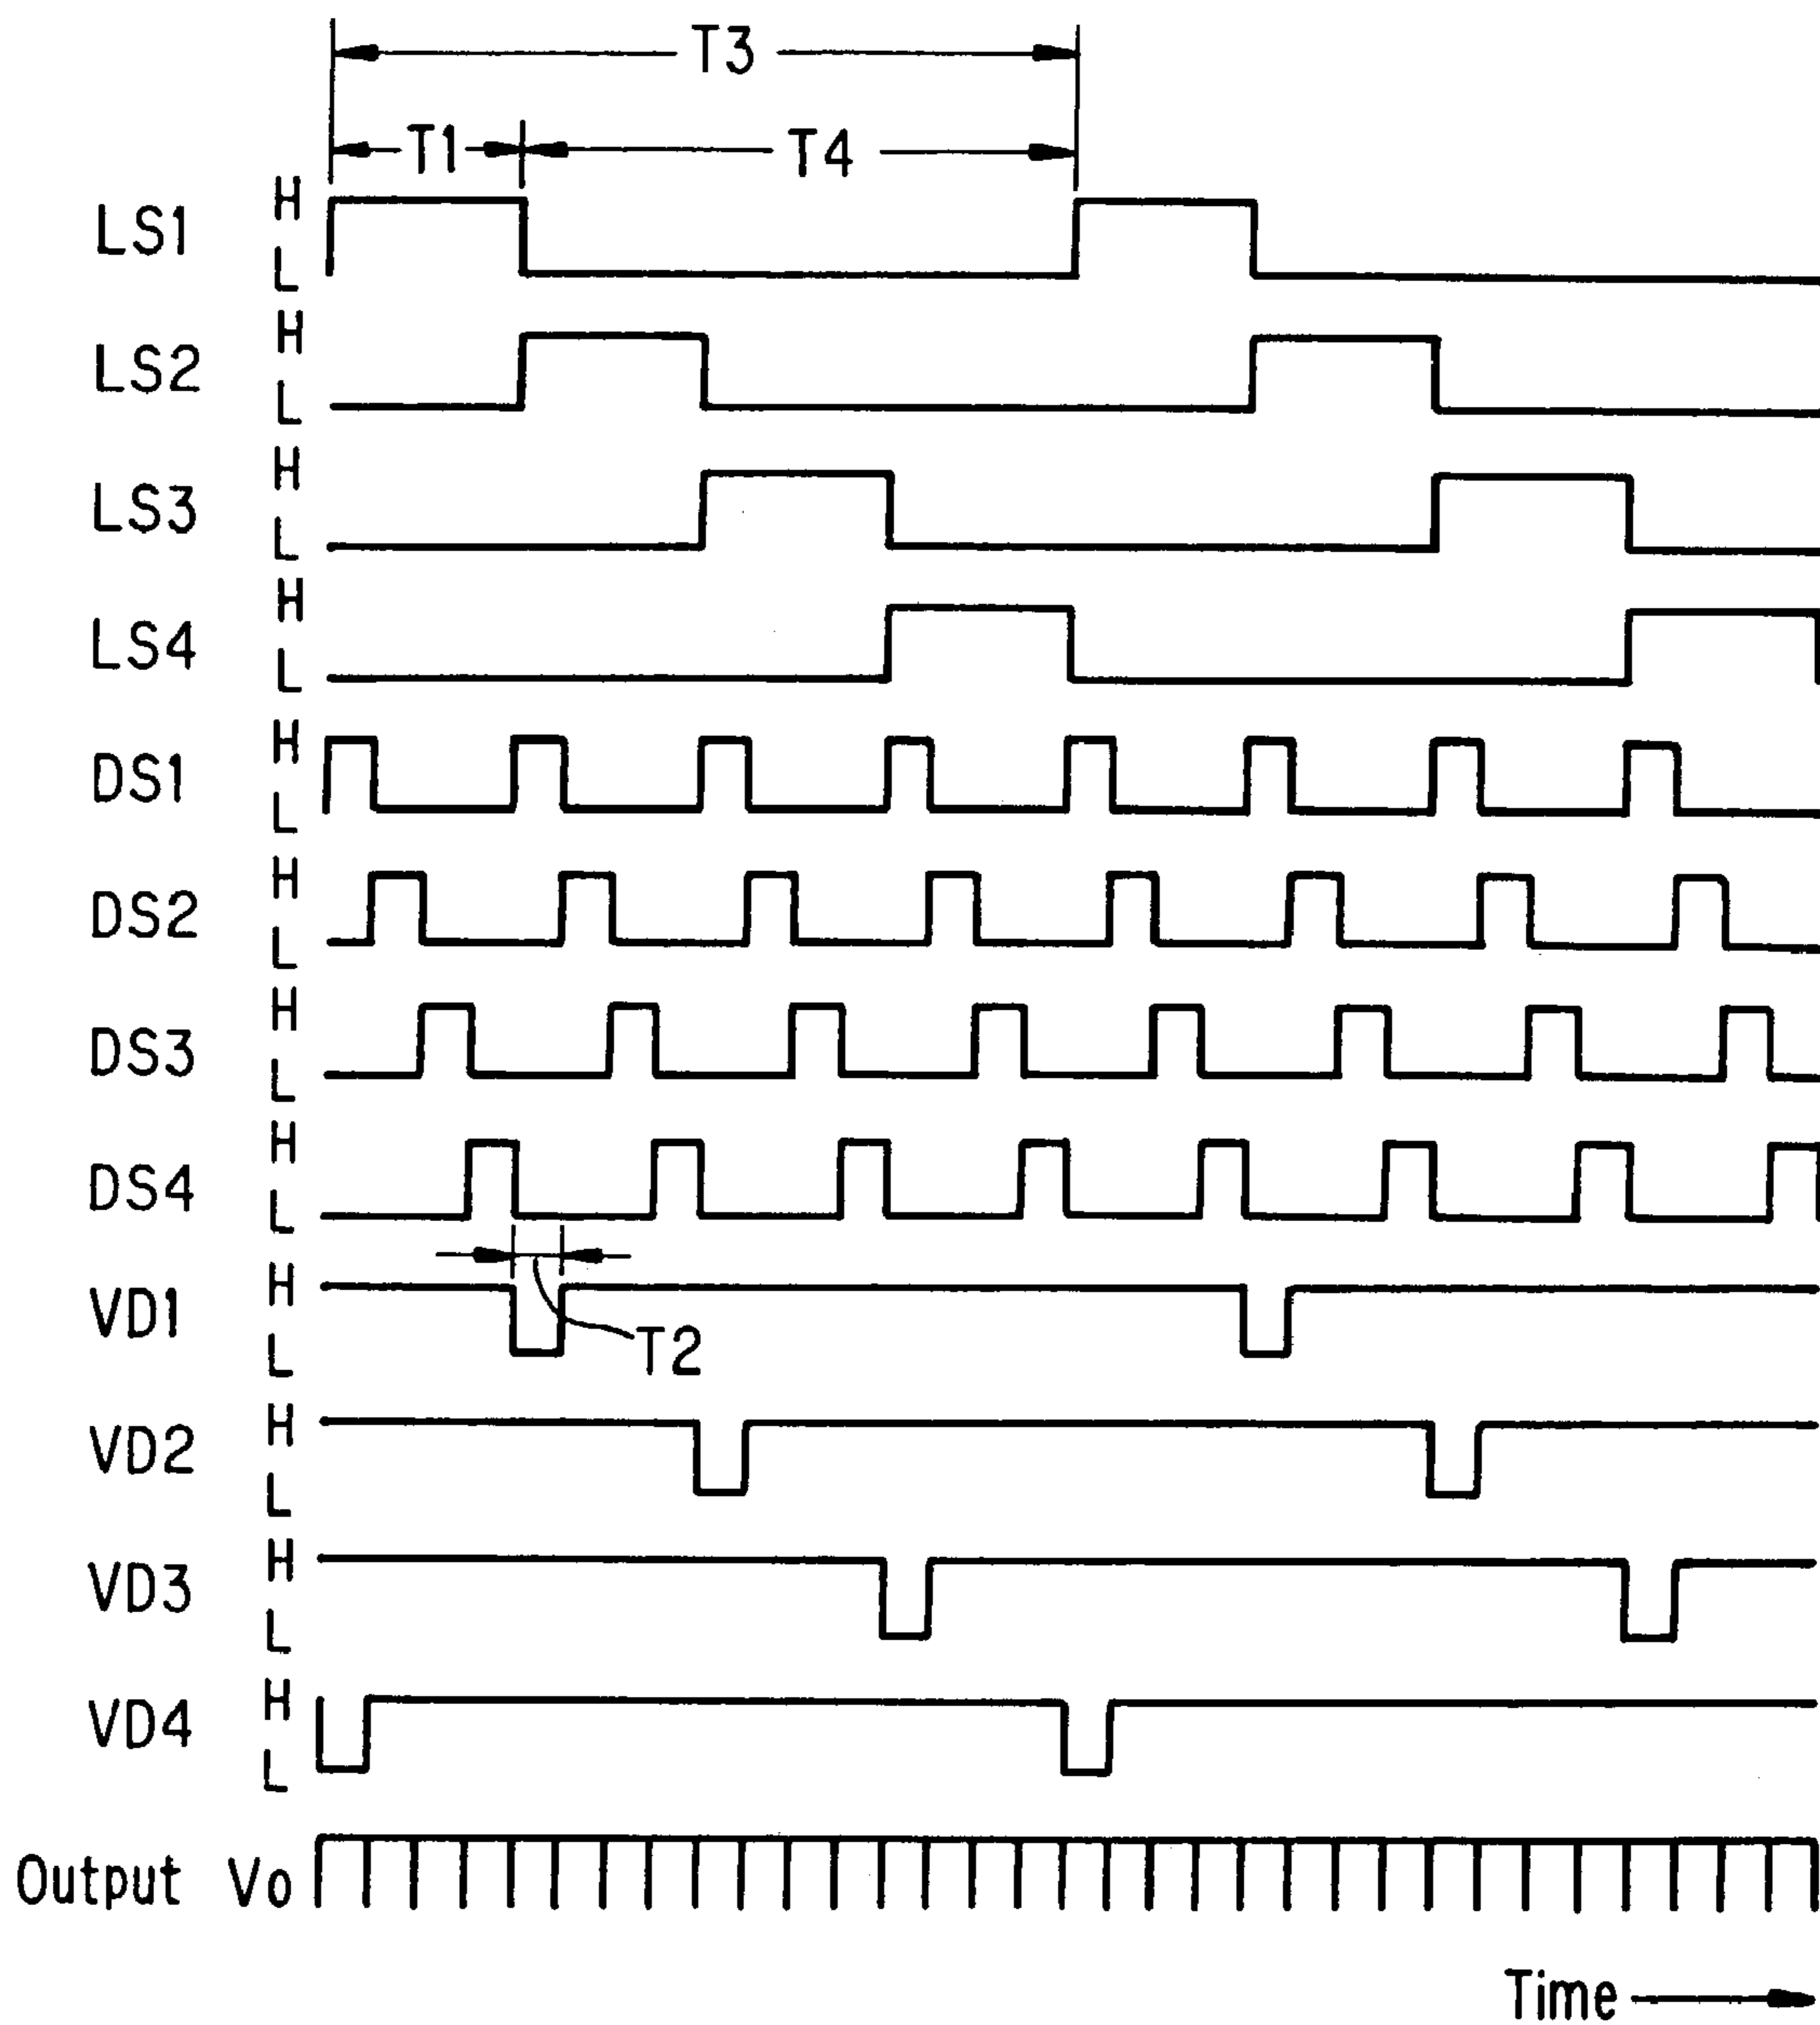 T3
T1 T4
LS1 H L
LS2 H L
LS3 H L
LS4 H L
DS1 H L
DS2 H L
DS3 H L
DS4 H L
VD1 H L
T2
VD2 H L
VD3 H L
VD4 H L
Output Vo
Time